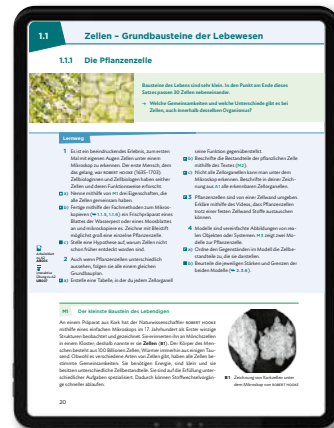 1.1 Zellen – Grundbausteine der Lebewesen
1.1.1 Die Pflanzenzelle
Bausteine des Lebens sind sehr klein. In den Punkt am Ende dieses
Satzes passen 30 Zellen nebeneinander.
→ Welche Gemeinsamkeiten und welche Unterschiede gibt es bei
Zellen, auch innerhalb desselben Organismus?
Lernweg
1 Es ist ein beeindruckendes Erlebnis, zum ersten
Mal mit eigenen Augen Zellen unter einem
Mikroskop zu erkennen. Der erste Mensch, dem
das gelang, war ROBERT HOOKE (1635–1702).
Zellbiologinnen und Zellbiologen haben seither
Zellen und deren Funktionsweise erforscht.
a) Nenne mithilfe von M1 drei Eigenschaften, die
alle Zellen gemeinsam haben.
b) Fertige mithilfe der Fachmethoden zum Mikros-
kopieren (➥ 1.1.5, 1.1.6) ein Frischpräparat eines
Blattes der Wasserpest oder eines Moosblattes
an und mikroskopiere es. Zeichne mit Bleistift
möglichst groß eine einzelne Pflanzenzelle.
c) Stelle eine Hypothese auf, warum Zellen nicht
schon früher entdeckt worden sind.
2 Auch wenn Pflanzenzellen unterschiedlich
aussehen, folgen sie alle einem gleichen
Grundbauplan.
a) Erstelle eine Tabelle, in der du jedem Zellorganell
seine Funktion gegenüberstellst.
b) Beschrifte die Bestandteile der pflanzlichen Zelle
mithilfe des Textes (M2).
c) Nicht alle Zellorganellen kann man unter dem
Mikroskop erkennen. Beschrifte in deiner Zeich-
nung aus A1 alle erkennbaren Zellorganellen.
3 Pflanzenzellen sind von einer Zellwand umgeben.
Erkläre mithilfe des Videos, dass Pflanzenzellen
trotz einer festen Zellwand Stoffe austauschen
können.
4 Modelle sind vereinfachte Abbildungen von rea-
len Objekten oder Systemen. M2 zeigt zwei Mo-
delle zur Pflanzenzelle.
a) Ordne den Gegenständen im Modell die Zellbe-
standteile zu, die sie darstellen.
b) Beurteile die jeweiligen Stärken und Grenzen der
beiden Modelle (➥ 2.3.6).
M1 Der kleinste Baustein des Lebendigen
An einem Präparat aus Kork hat der Naturwissenschaftler ROBERT HOOKE
mithilfe eines einfachen Mikroskops im 17. Jahrhundert als Erster winzige
Strukturen beobachtet und gezeichnet. Sie erinnerten ihn an Mönchszellen
in einem Kloster, deshalb nannte er sie Zellen (B1). Der Körper des Men-
schen besteht aus 100 Billionen Zellen, Würmer immerhin aus einigen Tau-
send. Obwohl es verschiedene Arten von Zellen gibt, haben alle Zellen be-
stimmte Gemeinsamkeiten: Sie benötigen Energie, sind klein und sie
besitzen unterschiedliche Zellbestandteile. Sie sind auf die Erfüllung unter-
schiedlicher Aufgaben spezialisiert. Dadurch können Stoffwechselvorgän-
ge schneller ablaufen.
B1 Zeichnung von Korkzellen unter
dem Mikroskop von ROBERT HOOKE
20